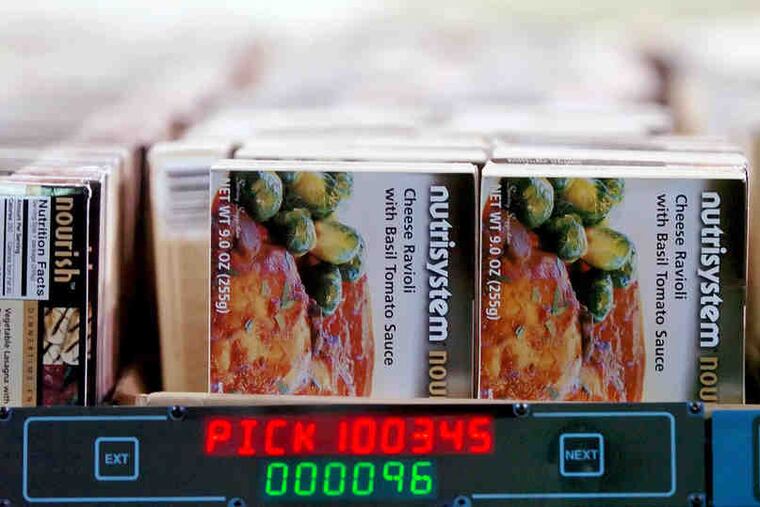 nourish™
Nutrition Facts
DINNERTIME
Vegetable Lasagna with
nutrisystem nou
Cheese Ravioli
with Basil Tomato Sauce
NET WT 9.0 OZ (255g)
nutrisystem nou
Cheese Ravioli
with Basil Tomato Sauce
NET WT 9.0 OZ (255g)
EXT
PICK 100345
000096
NEXT